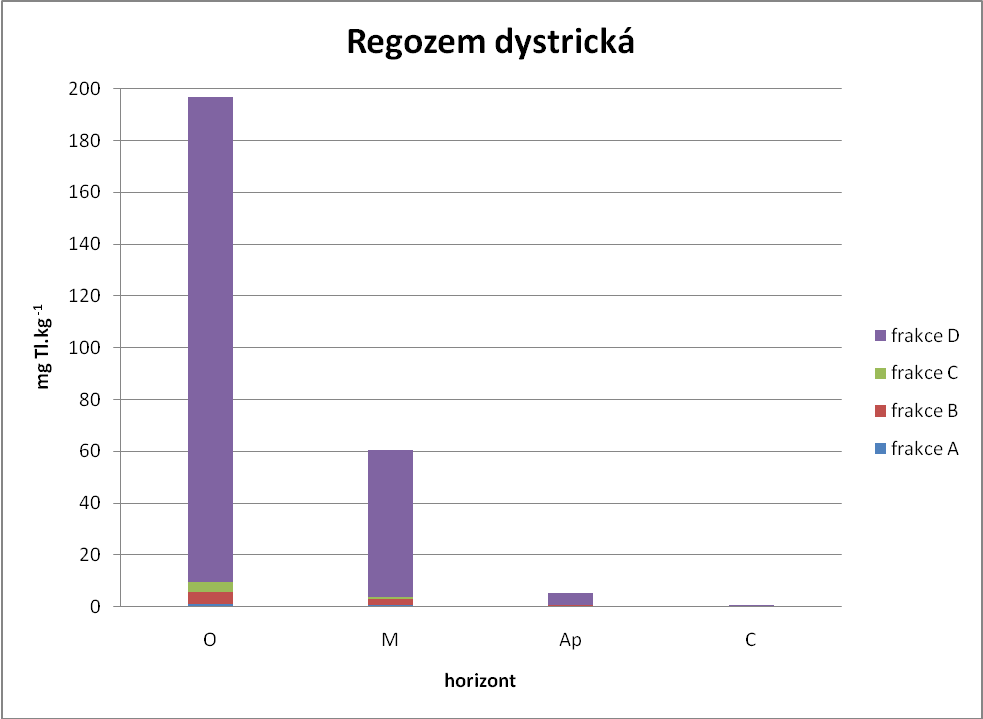 Regozem dystrická
mg Tl.kg⁻¹
200
180
160
140
120
100
80
60
40
20
0
O M Ap C
horizont
frakce D
frakce C
frakce B
frakce A